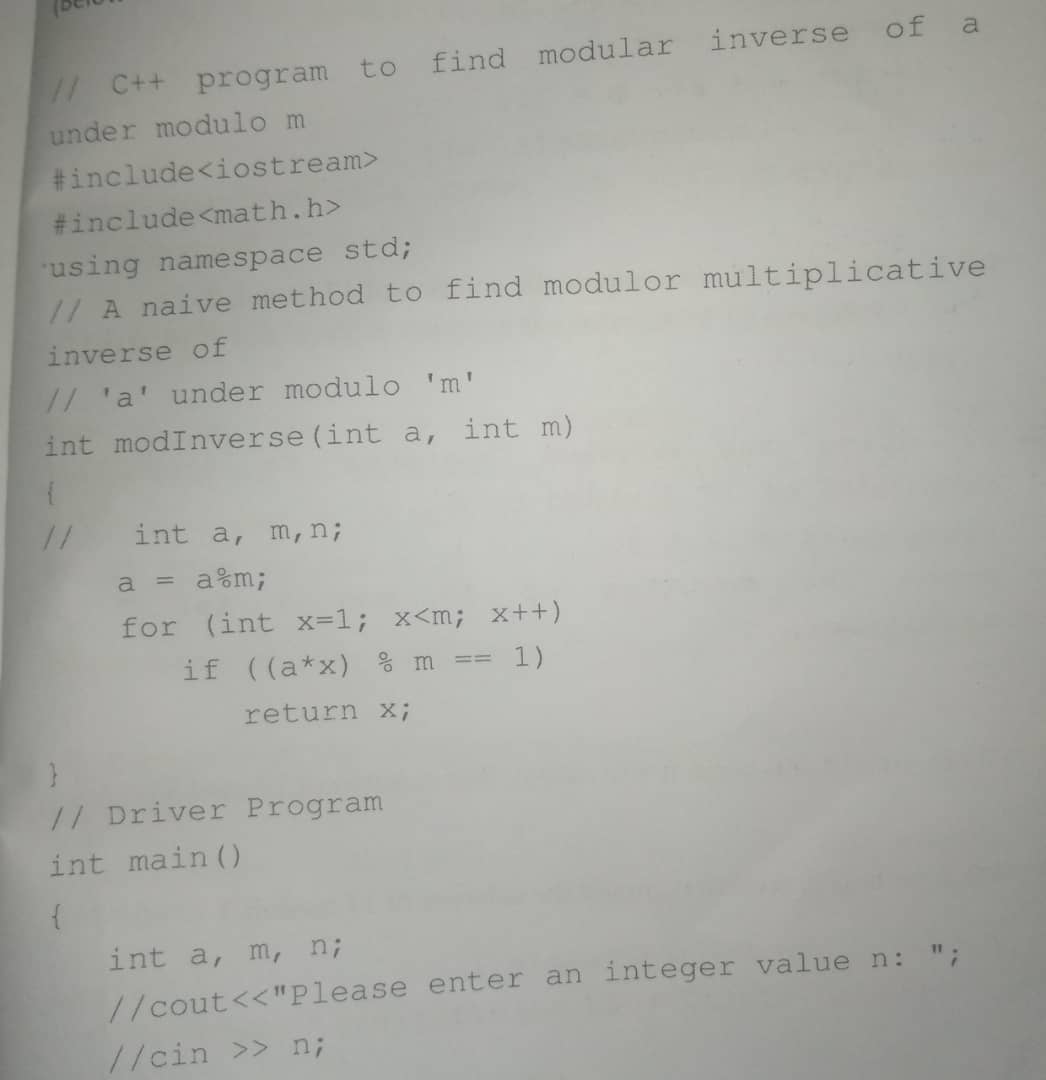 // C++ program to find modular inverse of a
under modulo m
#include<iostream>
#include<math.h>
using namespace std;
// A naive method to find modulor multiplicative
inverse of
// 'a' under modulo 'm'
int modInverse(int a, int m)
{
//    int a, m,n;
a = a%m;
for (int x=1; x<m; x++)
if ((a*x) % m == 1)
return x;
}
// Driver Program
int main()
{
int a, m, n;
//cout<<"Please enter an integer value n: ";
//cin >> n;